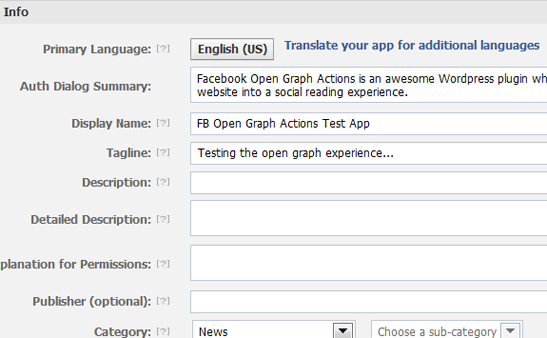 Info
Primary Language: [?] English (US) Translate your app for additional languages
Auth Dialog Summary: Facebook Open Graph Actions is an awesome Wordpress plugin wh
website into a social reading experience.
Display Name: [?] FB Open Graph Actions Test App
Tagline: [?] Testing the open graph experience...
Description: [?]
Detailed Description: [?]
planation for Permissions: [?]
Publisher (optional): [?]
Category: [?] News Choose a sub-category